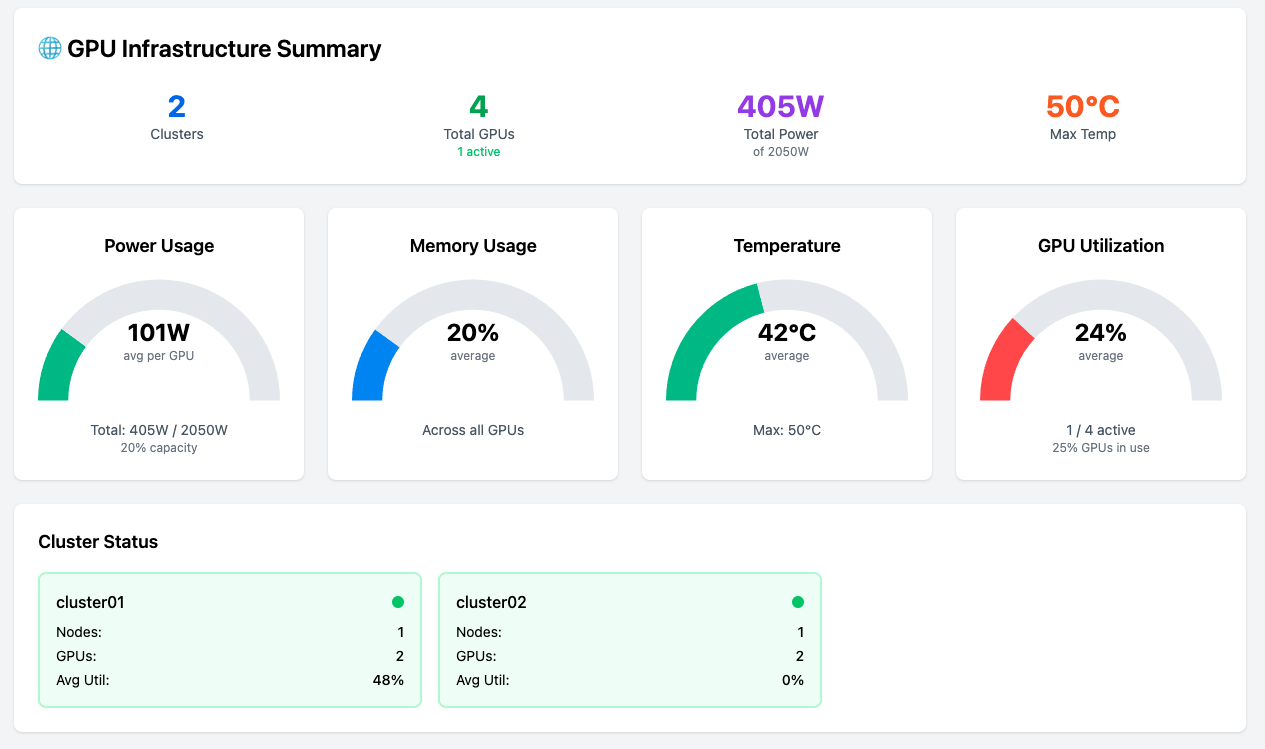 GPU Infrastructure Summary
2
Clusters
4
Total GPUs
1 active
405W
Total Power
of 2050W
50°C
Max Temp
Power Usage
101W
avg per GPU
Total: 405W / 2050W
20% capacity
Memory Usage
20%
average
Across all GPUs
Temperature
42°C
average
Max: 50°C
GPU Utilization
24%
average
1 / 4 active
25% GPUs in use
Cluster Status
cluster01
Nodes: 1
GPUs: 2
Avg Util: 48%
cluster02
Nodes: 1
GPUs: 2
Avg Util: 0%